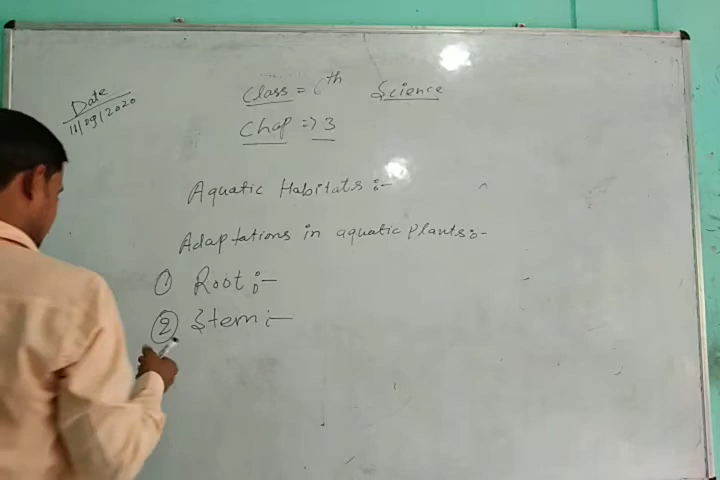 Date
11/09/2020
Class = 6th Science
Chap => 3
Aquatic Habitats :-
Adaptations in aquatic Plants :-
① Root :-
② Stem :-